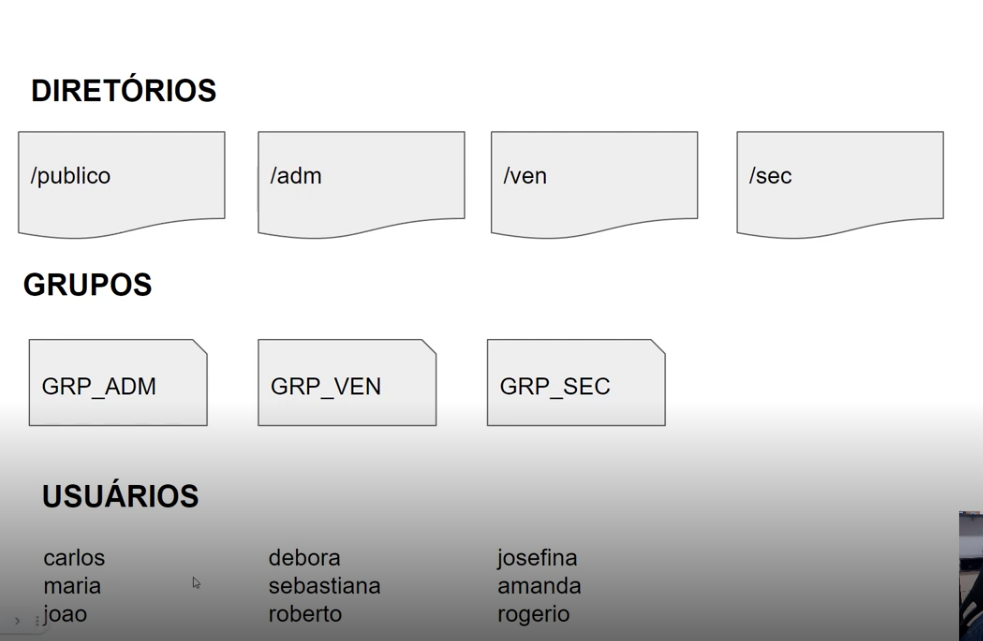 DIRETÓRIOS
/publico /adm /ven /sec
GRUPOS
GRP_ADM GRP_VEN GRP_SEC
USUÁRIOS
carlos debora josefina
maria sebastiana amanda
joao roberto rogerio